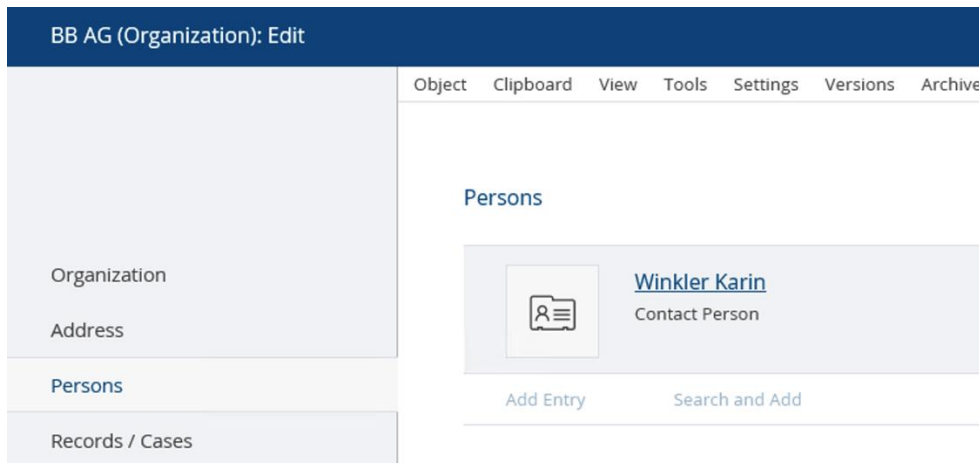 BB AG (Organization): Edit
Object Clipboard View Tools Settings Versions Archive
Persons
Organization
Winkler Karin
Contact Person
Address
Persons
Add Entry Search and Add
Records / Cases